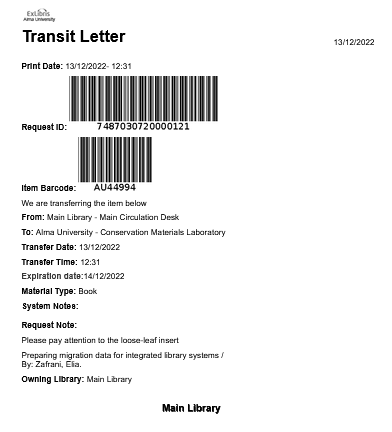 ExLibris
Alma University
Transit Letter
13/12/2022
Print Date: 13/12/2022- 12:31
Request ID: 7487030720000121
Item Barcode: AU44994
We are transferring the item below
From: Main Library - Main Circulation Desk
To: Alma University - Conservation Materials Laboratory
Transfer Date: 13/12/2022
Transfer Time: 12:31
Expiration date:14/12/2022
Material Type: Book
System Notes:
Request Note:
Please pay attention to the loose-leaf insert
Preparing migration data for integrated library systems /
By: Zafrani, Elia.
Owning Library: Main Library
Main Library